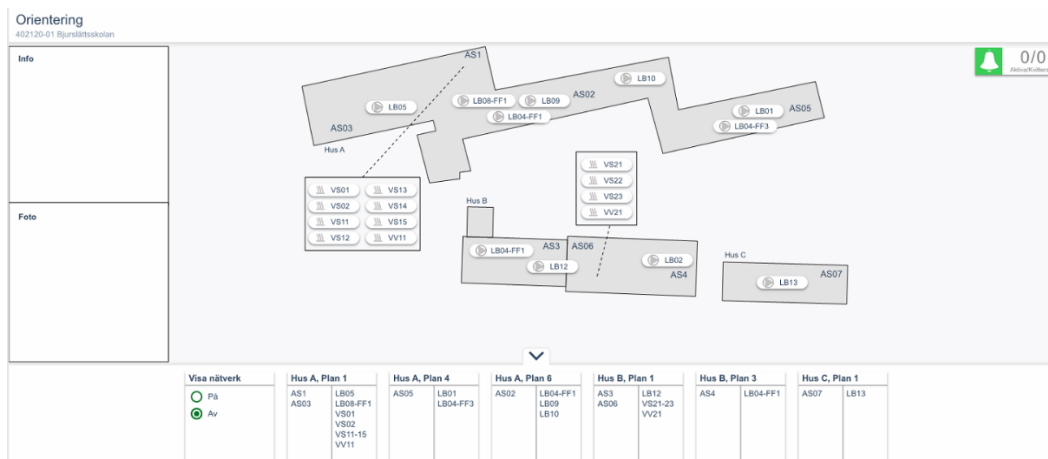 Orientering
402120-01 Bjurslättsskolan
Info
Foto
0/0
AS1
LB10
LB05
LB08-FF1
LB09
AS02
LB04-FF1
LB01
AS05
LB04-FF3
AS03
Hus A
VS01
VS13
VS02
VS14
VS11
VS15
VS12
VV11
VS21
VS22
VS23
VV21
Hus B
LB04-FF1
AS3
AS06
LB12
LB02
AS4
Hus C
AS07
LB13
Visa nätverk
På
Av
Hus A, Plan 1
AS1
AS03
LB05
LB08-FF1
VS01
VS02
VS11-15
VV11
Hus A, Plan 4
AS05
LB01
LB04-FF3
Hus A, Plan 6
AS02
LB04-FF1
LB09
LB10
Hus B, Plan 1
AS3
AS06
LB12
VS21-23
VV21
Hus B, Plan 3
AS4
LB04-FF1
Hus C, Plan 1
AS07
LB13